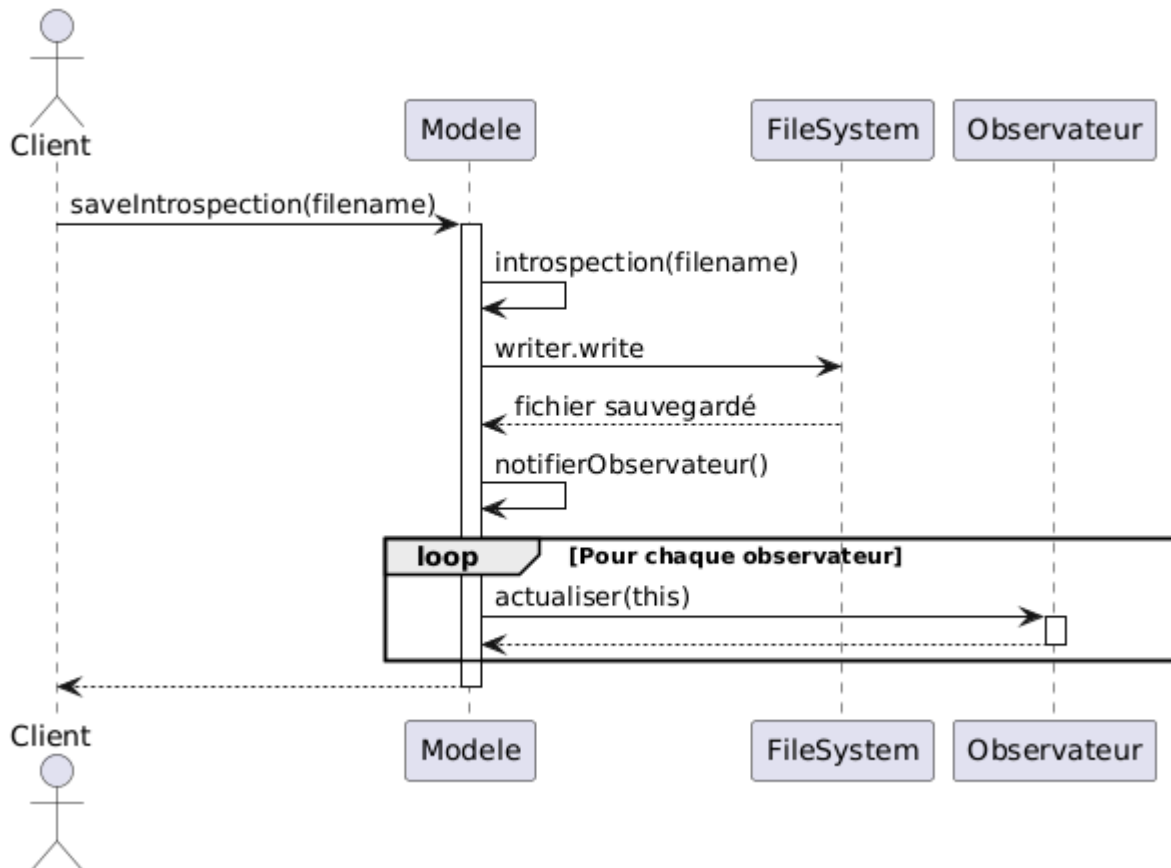 Client
Modele
FileSystem
Observateur
saveIntrospection(filename)
introspection(filename)
writer.write
fichier sauvegardé
notifierObservateur()
loop [Pour chaque observateur]
actualiser(this)
Client
Modele
FileSystem
Observateur